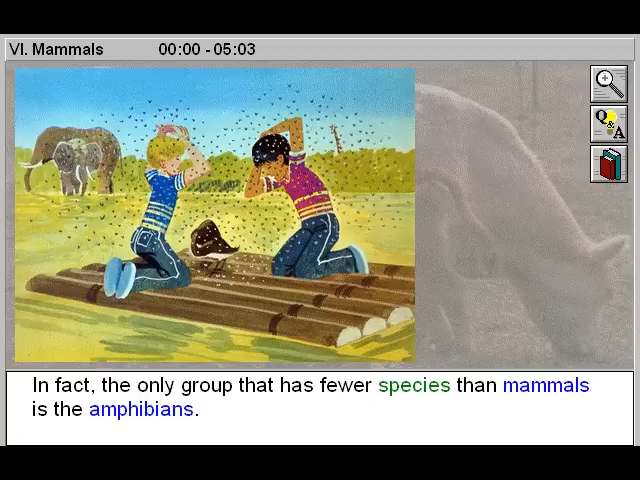 VI. Mammals 00:00 - 05:03
Q & A
In fact, the only group that has fewer species than mammals
is the amphibians.